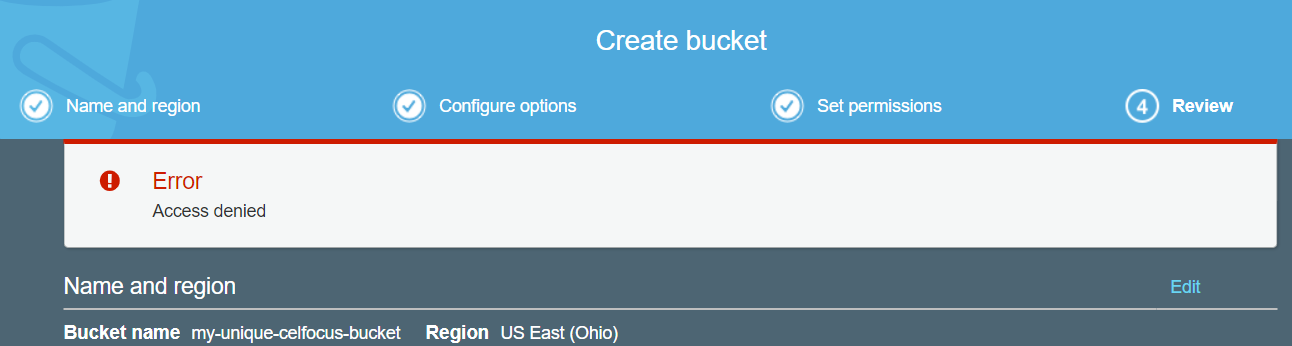 Create bucket
Name and region Configure options Set permissions 4 Review
Error
Access denied
Name and region Edit
Bucket name my-unique-celfocus-bucket Region US East (Ohio)